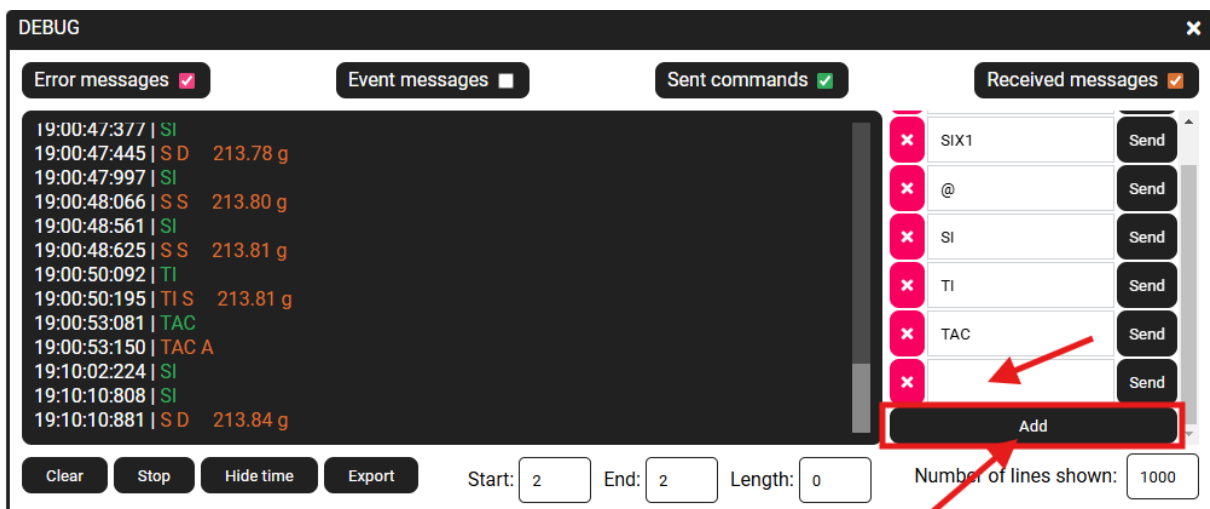 DEBUG
Error messages
Event messages
Sent commands
Received messages
19:00:47:377 | SI
19:00:47:445 | S D 213.78 g
19:00:47:997 | SI
19:00:48:066 | S S 213.80 g
19:00:48:561 | SI
19:00:48:625 | S S 213.81 g
19:00:50:092 | TI
19:00:50:195 | TI S 213.81 g
19:00:53:081 | TAC
19:00:53:150 | TAC A
19:10:02:224 | SI
19:10:10:808 | SI
19:10:10:881 | S D 213.84 g
SIX1 Send
@ Send
SI Send
TI Send
TAC Send
Send
Add
Clear Stop Hide time Export Start: 2 End: 2 Length: 0 Number of lines shown: 1000